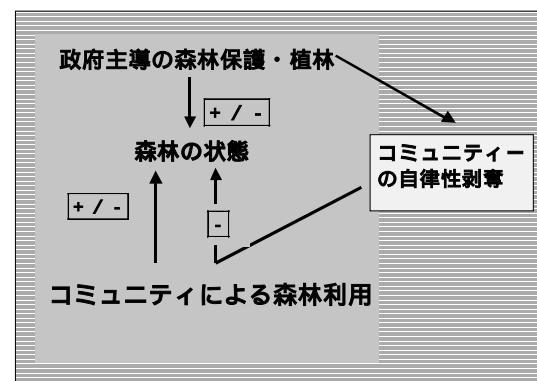 政府主導の森林保護・植林
+ / -
森林の状態
コミュニティー
の自律性剥奪
+ / -
-
コミュニティによる森林利用